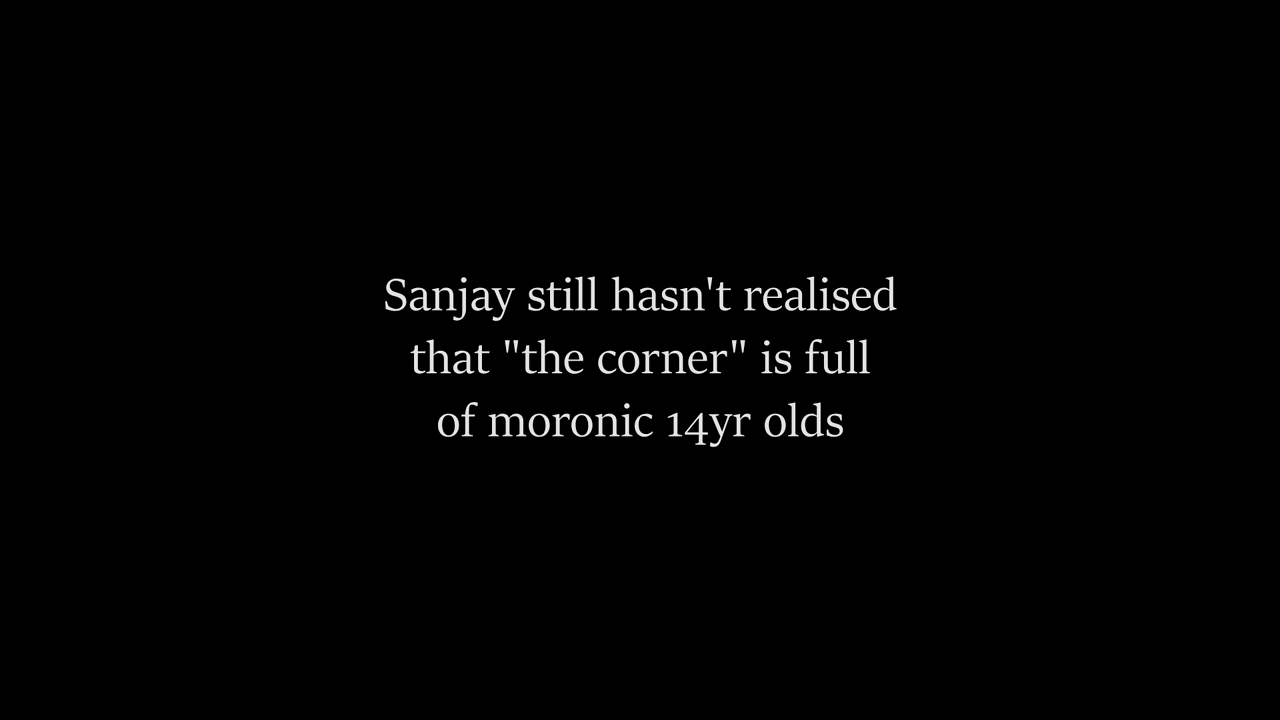 Sanjay still hasn't realised
that "the corner" is full
of moronic 14yr olds